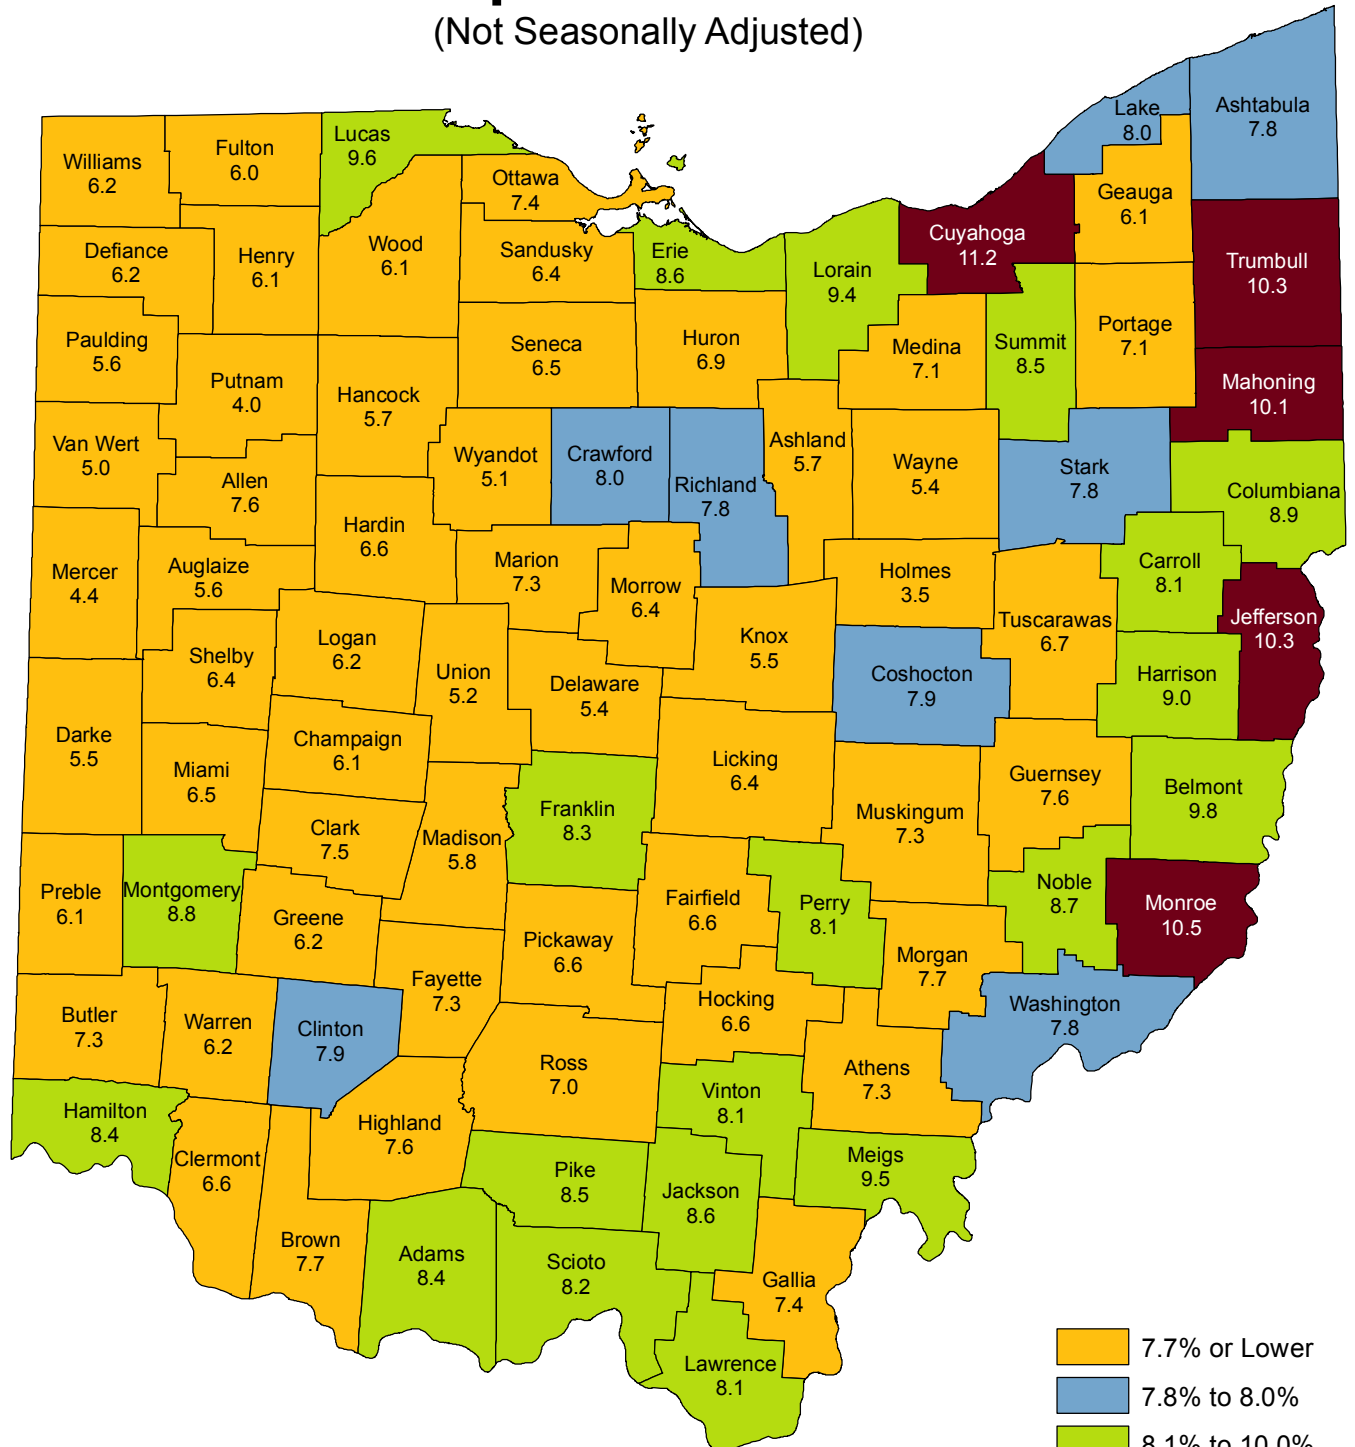 (Not Seasonally Adjusted)
Lake
8.0
Ashtabula
7.8
Lucas
9.6
Fulton
6.0
Williams
6.2
Ottawa
7.4
Geauga
6.1
Cuyahoga
11.2
Wood
6.1
Defiance
6.2
Henry
6.1
Sandusky
6.4
Erie
8.6
Lorain
9.4
Trumbull
10.3
Paulding
5.6
Seneca
6.5
Huron
6.9
Medina
7.1
Summit
8.5
Portage
7.1
Putnam
4.0
Hancock
5.7
Mahoning
10.1
Van Wert
5.0
Allen
7.6
Wyandot
5.1
Crawford
8.0
Richland
7.8
Ashland
5.7
Wayne
5.4
Stark
7.8
Columbiana
8.9
Hardin
6.6
Mercer
4.4
Auglaize
5.6
Marion
7.3
Morrow
6.4
Holmes
3.5
Carroll
8.1
Tuscarawas
6.7
Jefferson
10.3
Shelby
6.4
Logan
6.2
Union
5.2
Knox
5.5
Delaware
5.4
Coshocton
7.9
Harrison
9.0
Darke
5.5
Miami
6.5
Champaign
6.1
Licking
6.4
Guernsey
7.6
Belmont
9.8
Franklin
8.3
Muskingum
7.3
Clark
7.5
Madison
5.8
Preble
6.1
Montgomery
8.8
Greene
6.2
Fairfield
6.6
Perry
8.1
Noble
8.7
Monroe
10.5
Pickaway
6.6
Morgan
7.7
Fayette
7.3
Hocking
6.6
Washington
7.8
Butler
7.3
Warren
6.2
Clinton
7.9
Ross
7.0
Athens
7.3
Vinton
8.1
Hamilton
8.4
Highland
7.6
Clermont
6.6
Pike
8.5
Jackson
8.6
Meigs
9.5
Brown
7.7
Adams
8.4
Scioto
8.2
Gallia
7.4
Lawrence
8.1
7.7% or Lower
7.8% to 8.0%
8.1% to 10.0%